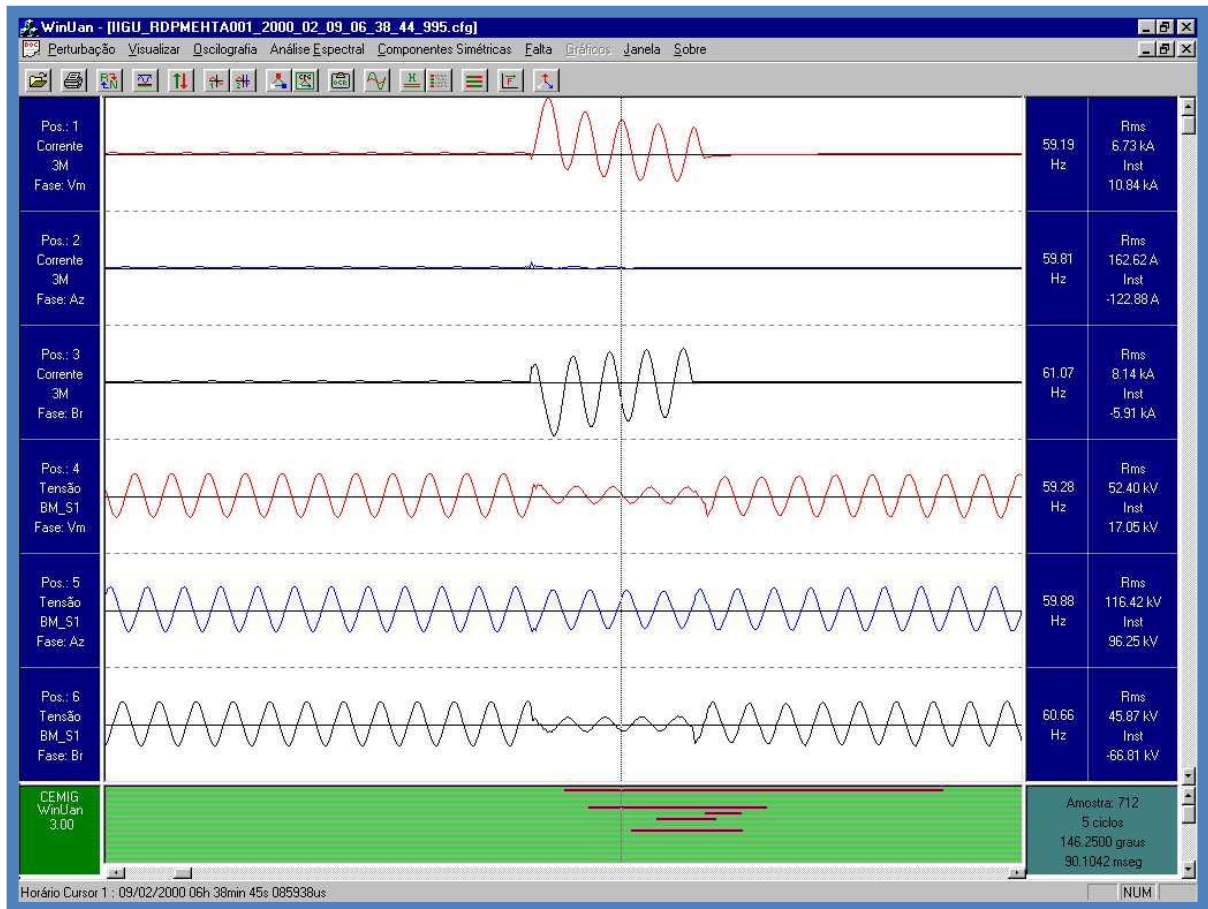 WinUan - [IIGU_RDPMEHTA001_2000_02_09_06_38_44_995.cfg]
Perturbação Visualizar Oscilografia Análise Espectral Componentes Simétricas Falta Gráficos Janela Sobre
Pos.: 1
Corrente
3M
Fase: Vm
59.19
Hz
Rms
6.73 kA
Inst
10.84 kA
Pos.: 2
Corrente
3M
Fase: Az
59.81
Hz
Rms
162.62 A
Inst
-122.88 A
Pos.: 3
Corrente
3M
Fase: Br
61.07
Hz
Rms
8.14 kA
Inst
-5.91 kA
Pos.: 4
Tensão
BM_S1
Fase: Vm
59.28
Hz
Rms
52.40 kV
Inst
17.05 kV
Pos.: 5
Tensão
BM_S1
Fase: Az
59.88
Hz
Rms
116.42 kV
Inst
96.25 kV
Pos.: 6
Tensão
BM_S1
Fase: Br
60.66
Hz
Rms
45.87 kV
Inst
-66.81 kV
CEMIG
WinUan
3.00
Amostra: 712
5 ciclos
146.2500 graus
90.1042 mseg
Horário Cursor 1 : 09/02/2000 06h 38min 45s 085938us
NUM